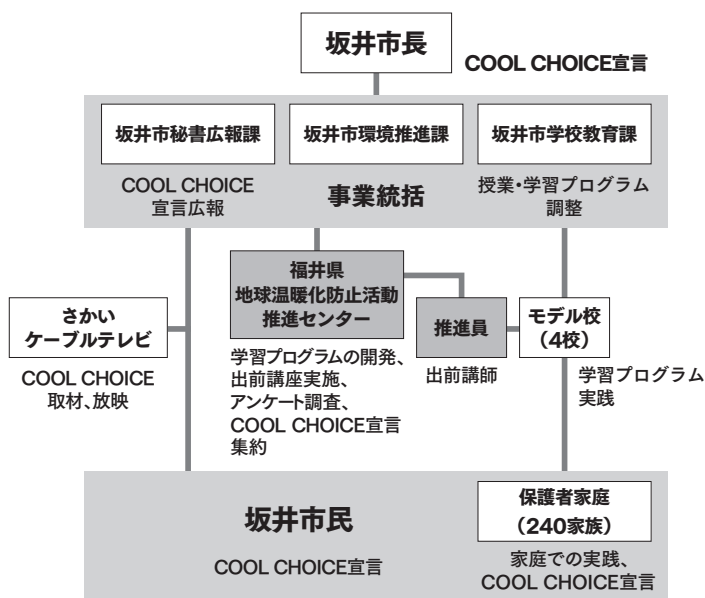 坂井市長
COOL CHOICE宣言
坂井市秘書広報課
坂井市環境推進課
坂井市学校教育課
COOL CHOICE
宣言広報
事業統括
授業・学習プログラム
調整
さかい
ケーブルテレビ
COOL CHOICE
取材、放映
福井県
地球温暖化防止活動
推進センター
学習プログラムの開発、
出前講座実施、
アンケート調査、
COOL CHOICE宣言
集約
推進員
出前講師
モデル校
（4校）
学習プログラム
実践
坂井市民
COOL CHOICE宣言
保護者家庭
（240家族）
家庭での実践、
COOL CHOICE宣言